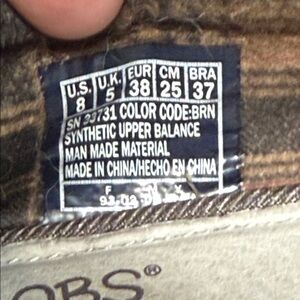 U.S. U.K. EUR CM BRA
8 5 38 25 37
SN 33731 COLOR CODE:BRN
SYNTHETIC UPPER BALANCE
MAN MADE MATERIAL
MADE IN CHINA/HECHO EN CHINA
F M X
OBS®